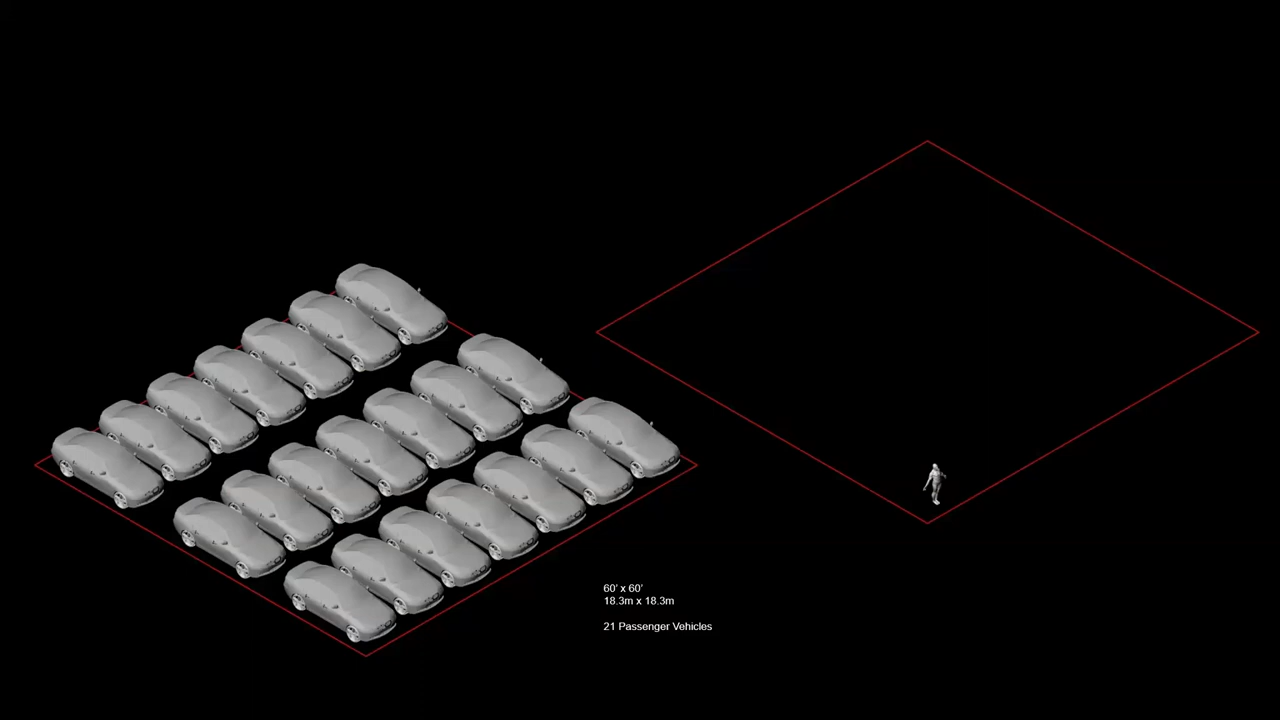 60' x 60'
18.3m x 18.3m
21 Passenger Vehicles